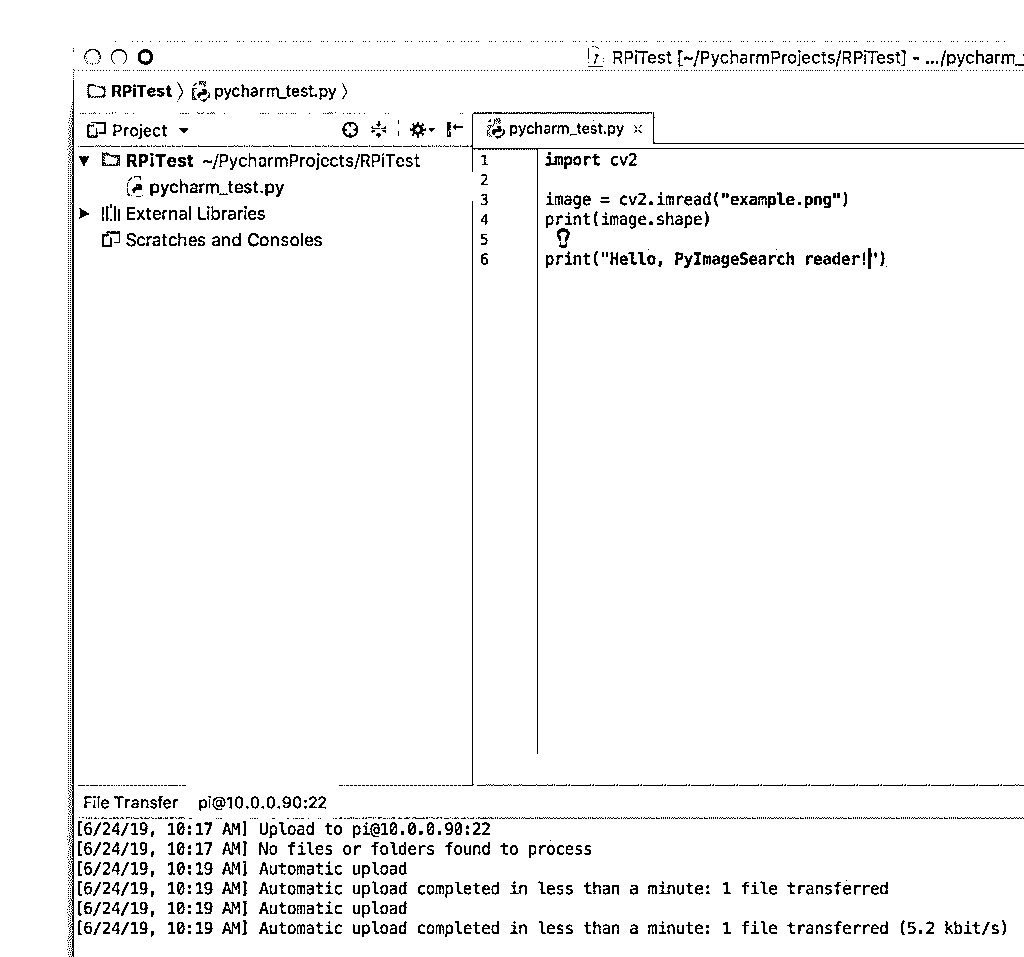 RPiTest [~/PycharmProjects/RPiTest] - .../pycharm_
RPiTest pycharm_test.py
Project
pycharm_test.py
RPiTest ~/PycharmProjects/RPiTest
pycharm_test.py
External Libraries
Scratches and Consoles
1 import cv2
2
3 image = cv2.imread("example.png")
4 print(image.shape)
5
6 print("Hello, PyImageSearch reader!")
File Transfer pi@10.0.0.90:22
[6/24/19, 10:17 AM] Upload to pi@10.0.0.90:22
[6/24/19, 10:17 AM] No files or folders found to process
[6/24/19, 10:19 AM] Automatic upload
[6/24/19, 10:19 AM] Automatic upload completed in less than a minute: 1 file transferred
[6/24/19, 10:19 AM] Automatic upload
[6/24/19, 10:19 AM] Automatic upload completed in less than a minute: 1 file transferred (5.2 kbit/s)